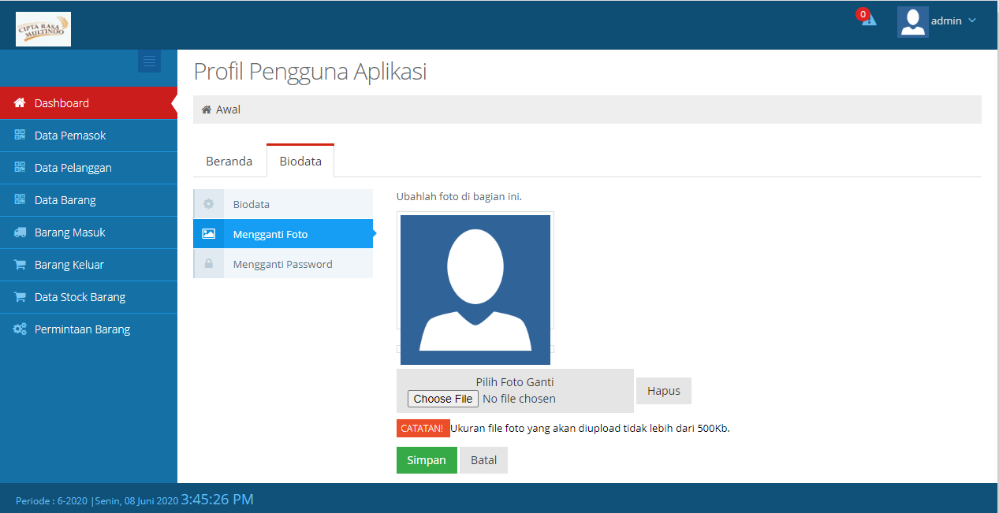 CIPTA RASA
MULTINDO
0
admin
Profil Pengguna Aplikasi
Dashboard
Awal
Data Pemasok
Data Pelanggan
Data Barang
Barang Masuk
Barang Keluar
Data Stock Barang
Permintaan Barang
Beranda
Biodata
Biodata
Mengganti Foto
Mengganti Password
Ubahlah foto di bagian ini.
Pilih Foto Ganti
Choose File No file chosen
Hapus
CATATAN! Ukuran file foto yang akan diupload tidak lebih dari 500Kb.
Simpan
Batal
Periode : 6-2020 |Senin, 08 Juni 2020 3:45:26 PM